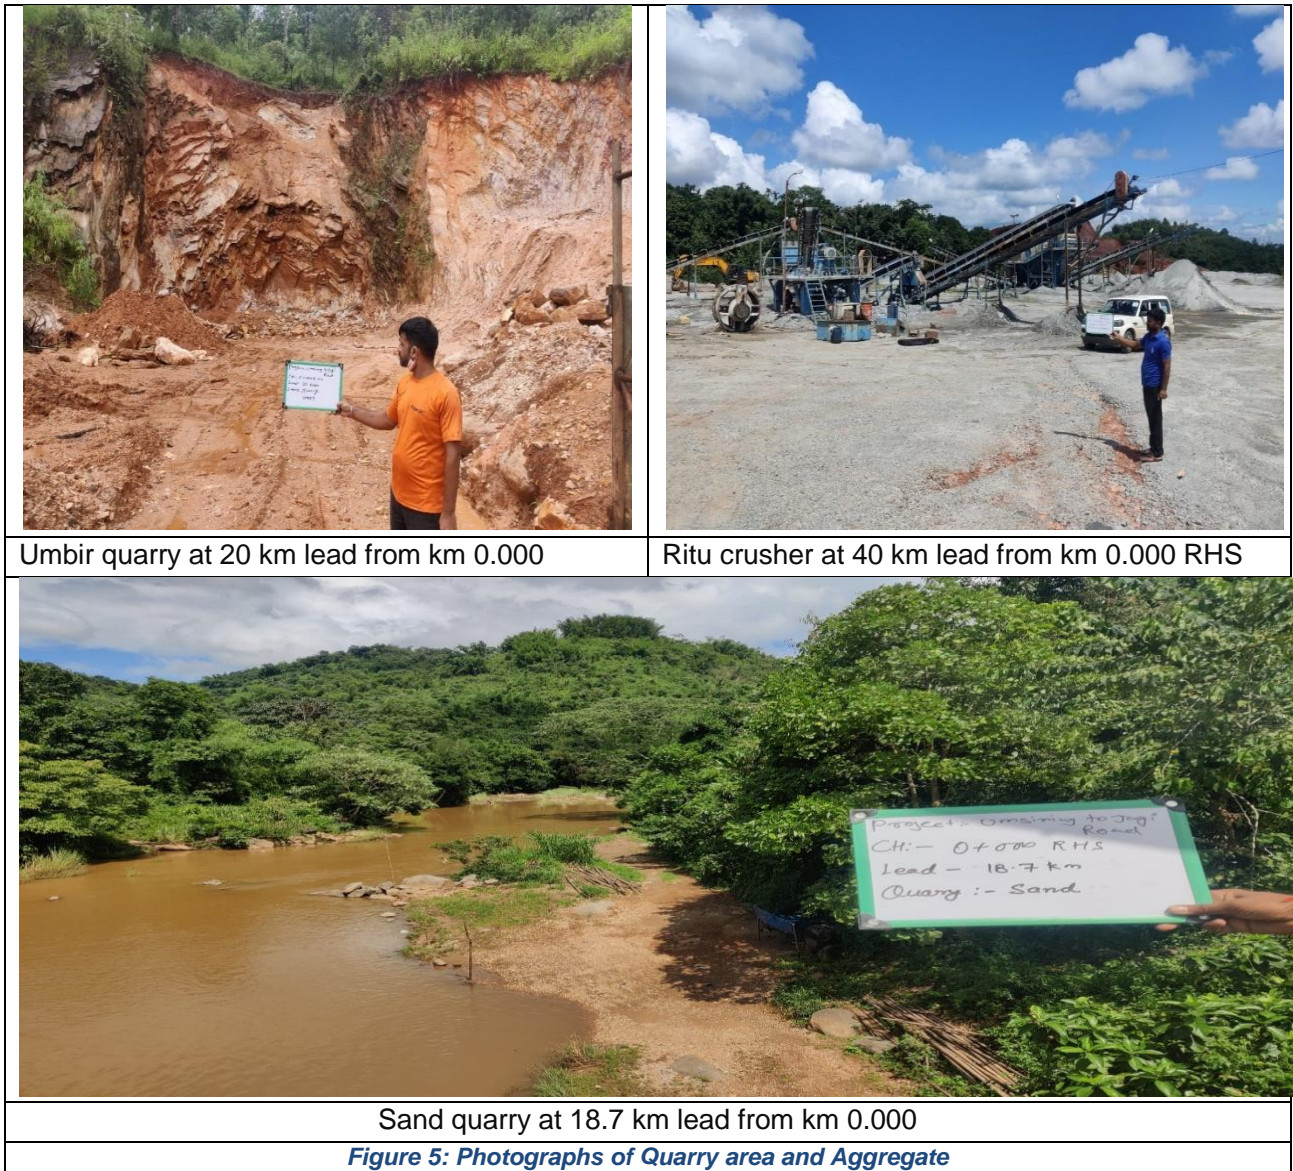 Umbir quarry at 20 km lead from km 0.000
Ritu crusher at 40 km lead from km 0.000 RHS
Project:- Umsning to Jagi
Road
CH:- 0+000 RHS
Lead - 18.7 km
Quarry :- Sand
Sand quarry at 18.7 km lead from km 0.000
Figure 5: Photographs of Quarry area and Aggregate